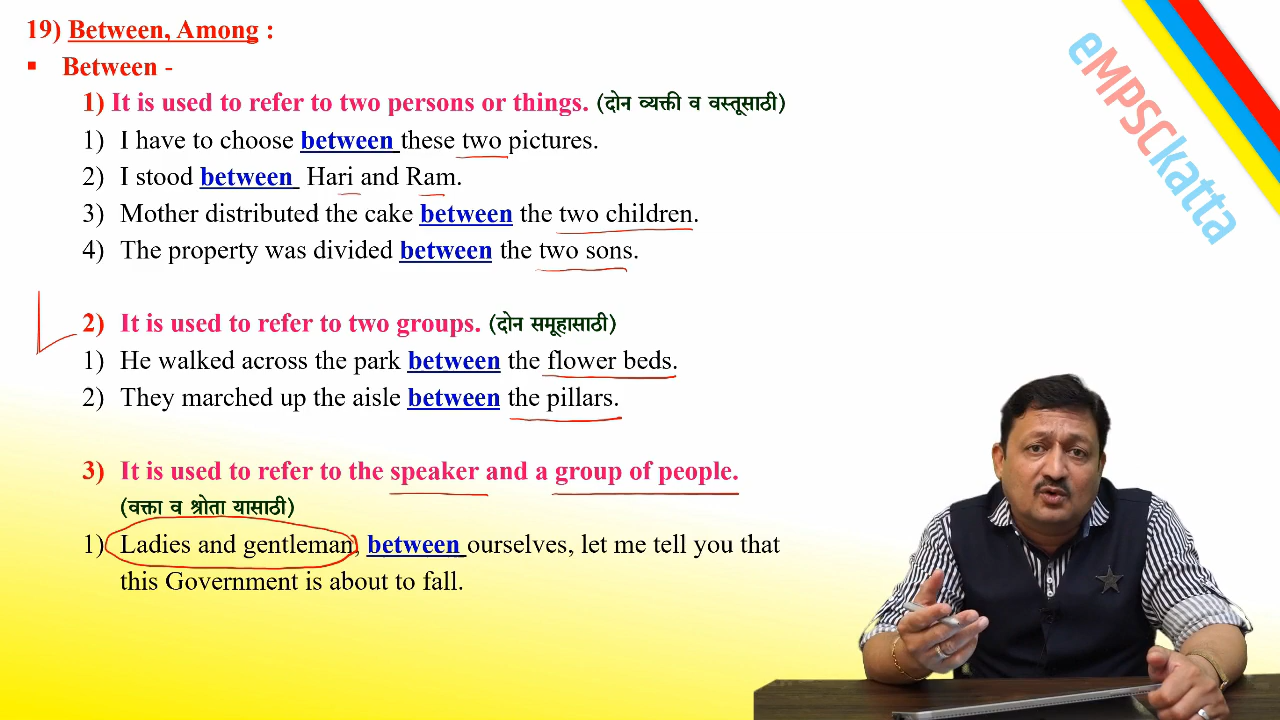 19) Between, Among :
▪ Between -
1) It is used to refer to two persons or things. (दोन व्यक्ती व वस्तूसाठी)
1) I have to choose between these two pictures.
2) I stood between Hari and Ram.
3) Mother distributed the cake between the two children.
4) The property was divided between the two sons.
2) It is used to refer to two groups. (दोन समूहासाठी)
1) He walked across the park between the flower beds.
2) They marched up the aisle between the pillars.
3) It is used to refer to the speaker and a group of people.
(वक्ता व श्रोता यासाठी)
1) Ladies and gentleman, between ourselves, let me tell you that
this Government is about to fall.
eMPSCkatta